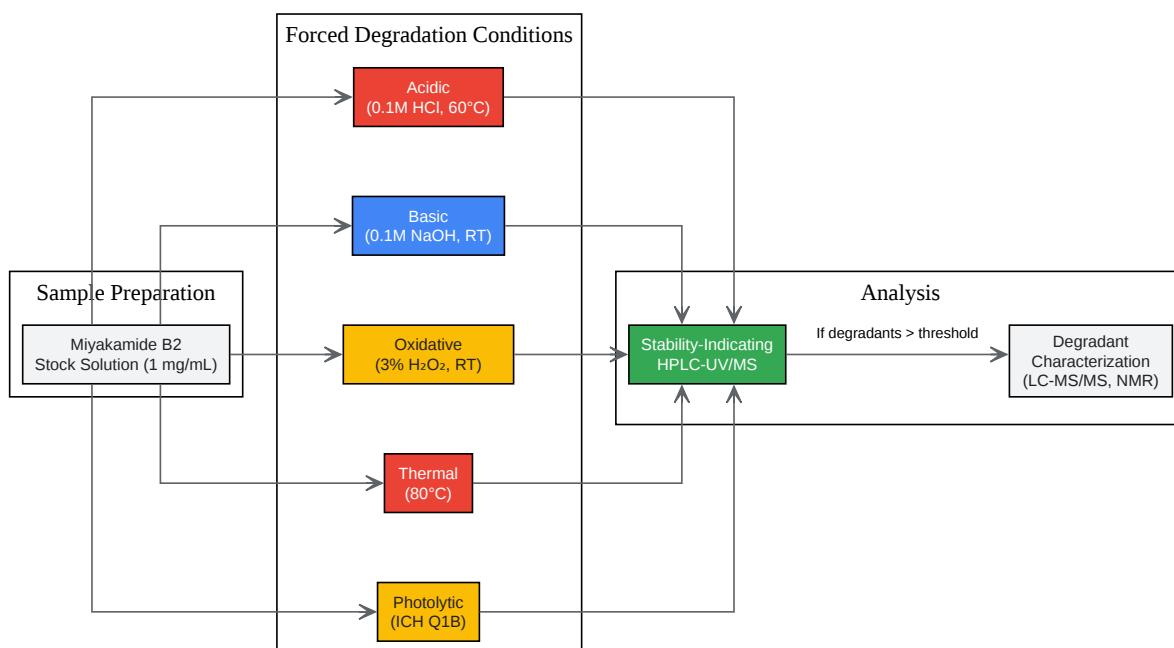 Forced Degradation Conditions
Acidic
(0.1M HCl, 60°C)
Basic
(0.1M NaOH, RT)
Sample Preparation
Miyakamide B2
Stock Solution (1 mg/mL)
Oxidative
(3% H₂O₂, RT)
Thermal
(80°C)
Photolytic
(ICH Q1B)
Analysis
Stability-Indicating
HPLC-UV/MS
If degradants > threshold
Degradant
Characterization
(LC-MS/MS, NMR)